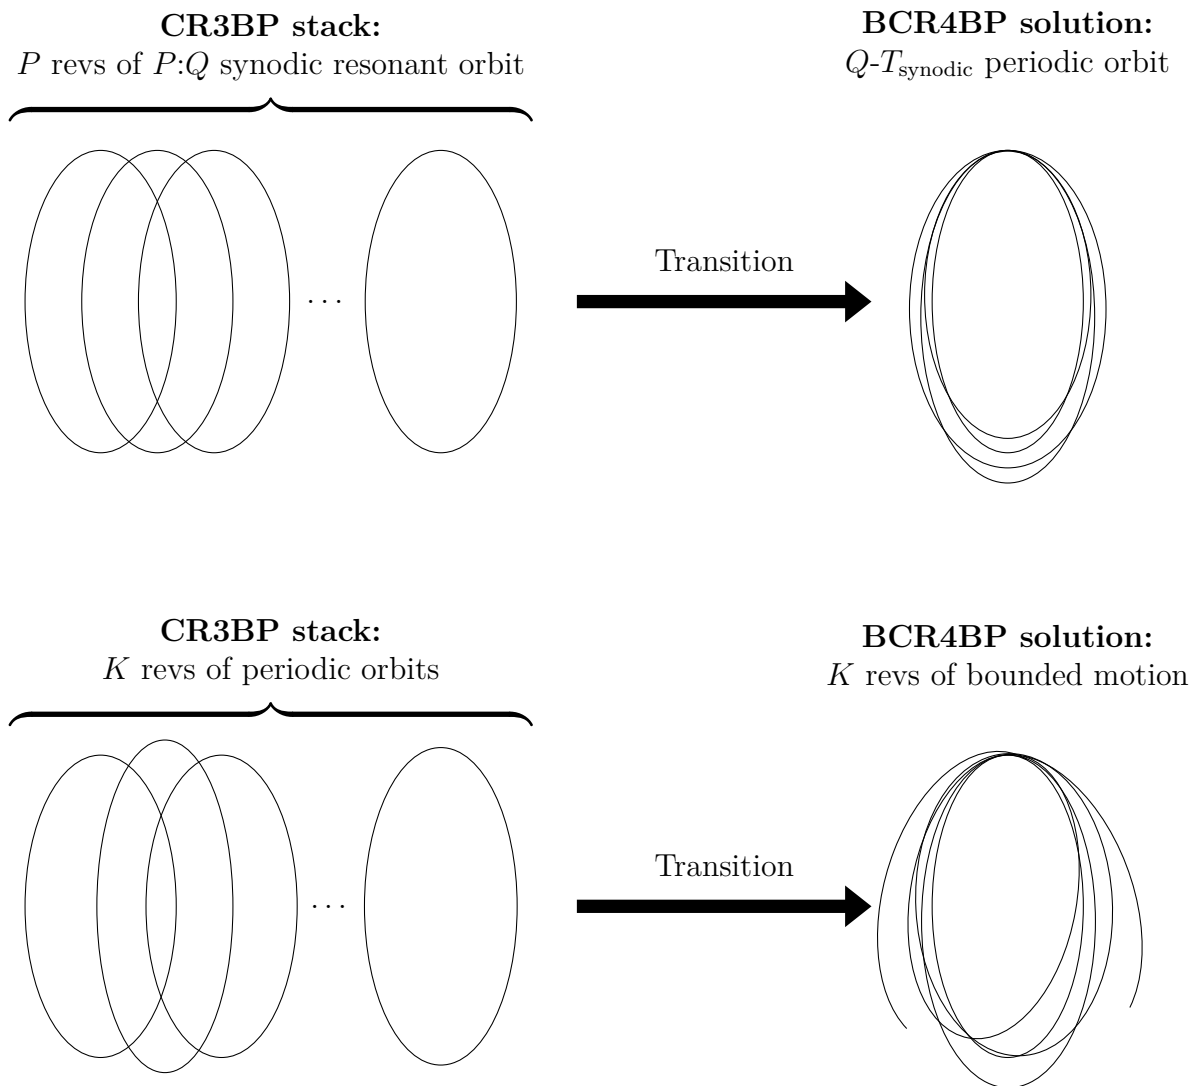 CR3BP stack:
P revs of P:Q synodic resonant orbit
BCR4BP solution:
Q-T_synodic periodic orbit
...
Transition
CR3BP stack:
K revs of periodic orbits
BCR4BP solution:
K revs of bounded motion
...
Transition